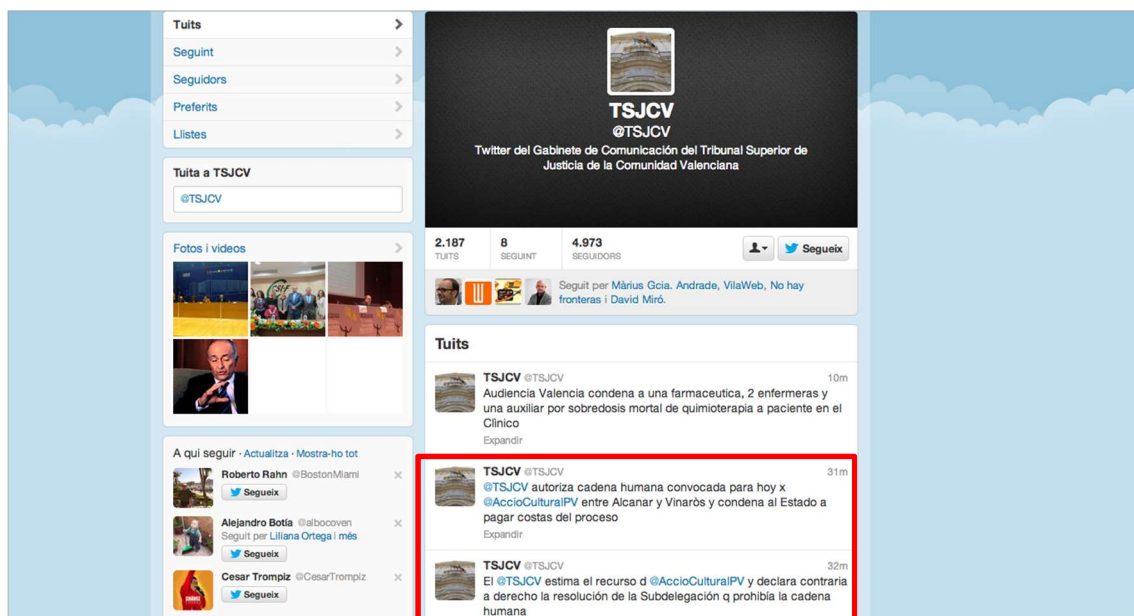 Tuits
Seguint
Seguidors
Preferits
Llistes
Tuita a TSJCV
@TSJCV
Fotos i videos
A qui seguir · Actualitza · Mostra-ho tot
Roberto Rahn @BostonMiami
Segueix
Alejandro Botía @albocoven
Seguit per Liliana Ortega i més
Segueix
Cesar Trompiz @CesarTrompiz
Segueix
TSJCV
@TSJCV
Twitter del Gabinete de Comunicación del Tribunal Superior de
Justicia de la Comunidad Valenciana
2.187 8 4.973
TUITS SEGUINT SEGUIDORS
Segueix
Seguit per Màrius Gcia. Andrade, VilaWeb, No hay
fronteras i David Miró.
Tuits
TSJCV @TSJCV 10m
Audiencia Valencia condena a una farmaceutica, 2 enfermeras y
una auxiliar por sobredosis mortal de quimioterapia a paciente en el
Clínico
Expandir
TSJCV @TSJCV 31m
@TSJCV autoriza cadena humana convocada para hoy x
@AccioCulturalPV entre Alcanar y Vinaròs y condena al Estado a
pagar costas del proceso
Expandir
TSJCV @TSJCV 32m
El @TSJCV estima el recurso d @AccioCulturalPV y declara contraria
a derecho la resolución de la Subdelegación q prohibía la cadena
humana